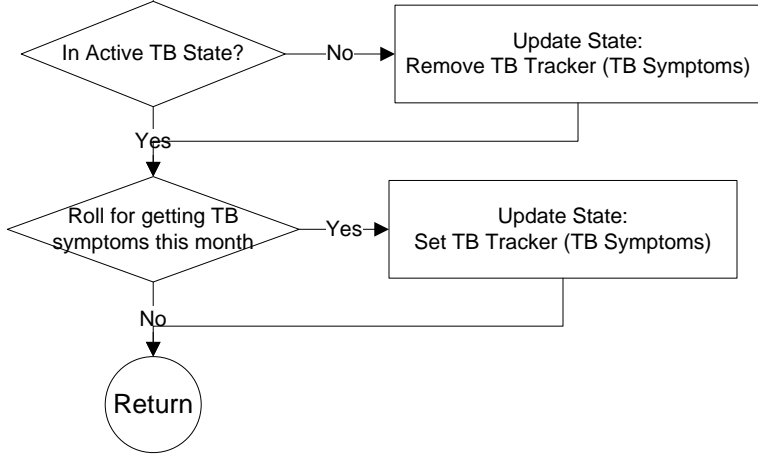 In Active TB State?
No
Update State:
Remove TB Tracker (TB Symptoms)
Yes
Roll for getting TB
symptoms this month
Yes
Update State:
Set TB Tracker (TB Symptoms)
No
Return